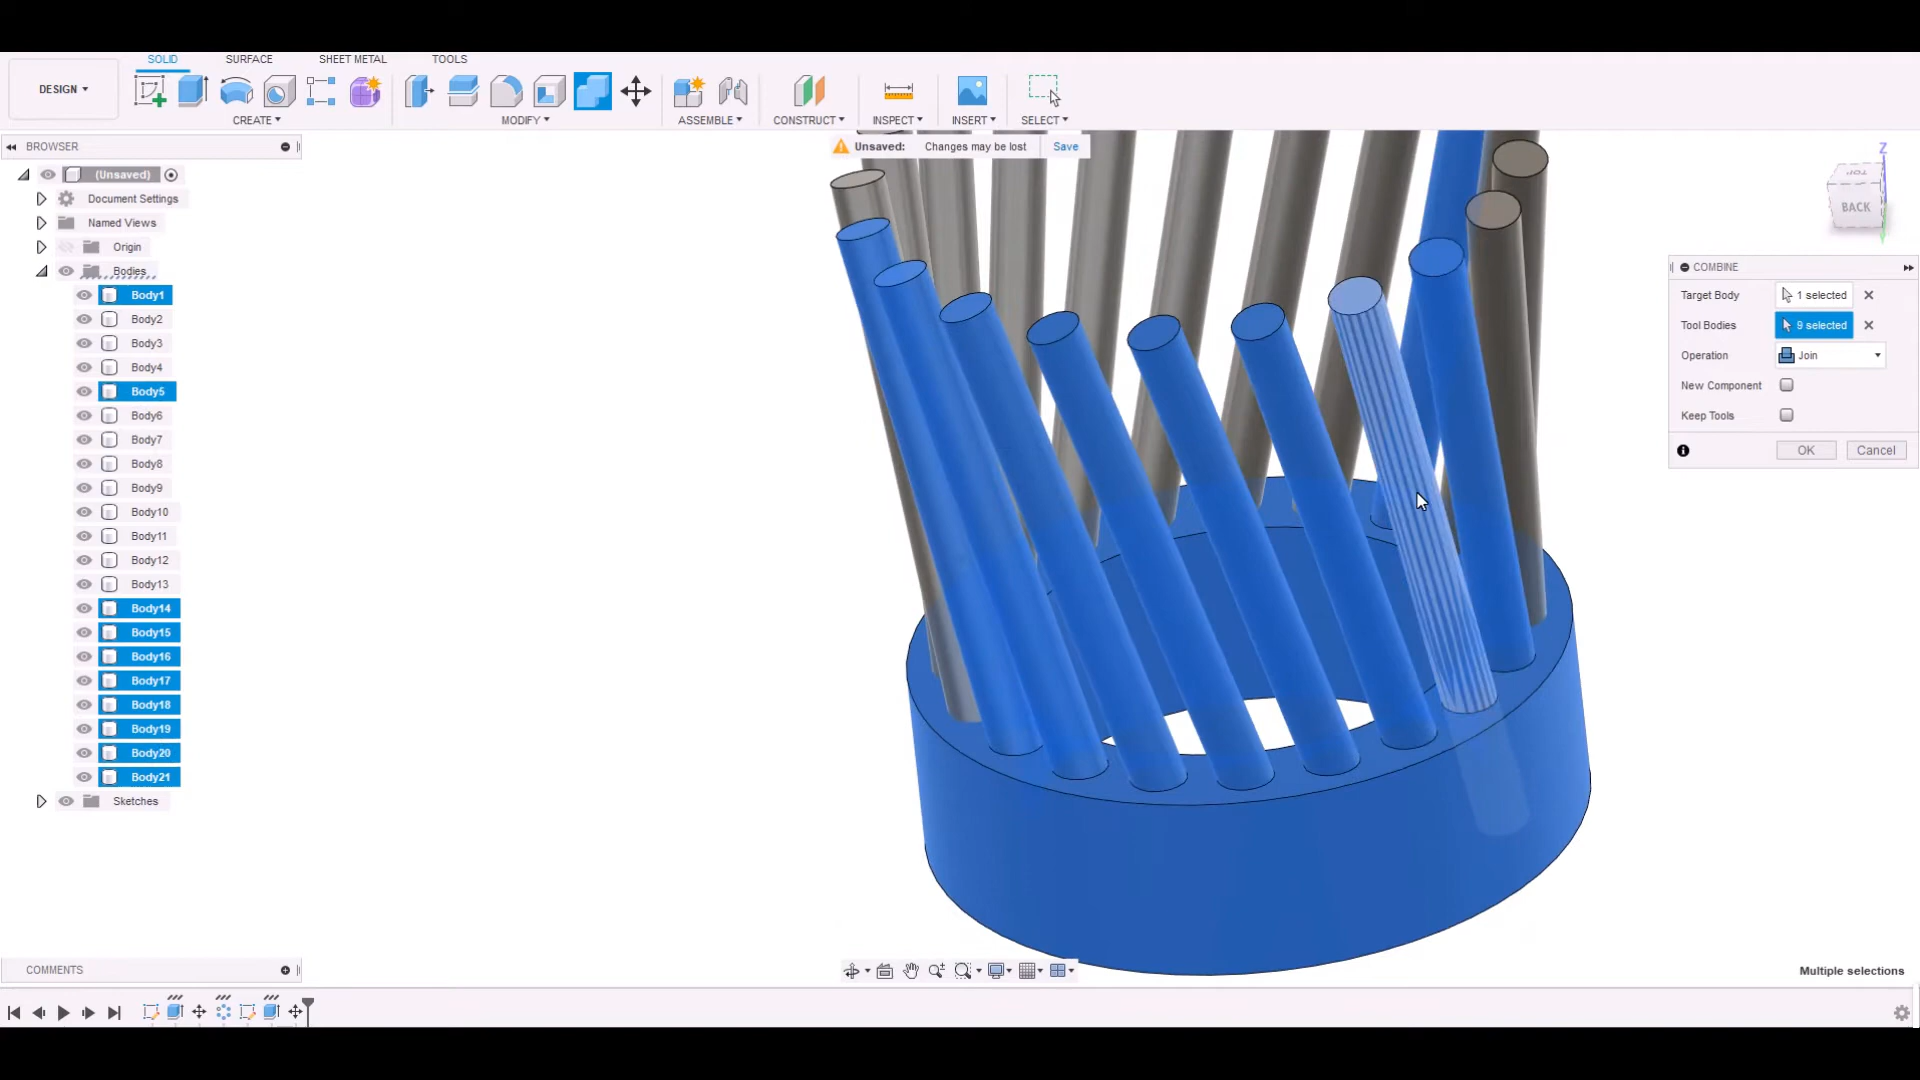 SOLID SURFACE SHEET METAL TOOLS
DESIGN
CREATE MODIFY ASSEMBLE CONSTRUCT INSPECT INSERT SELECT
BROWSER
Unsaved: Changes may be lost Save
(Unsaved)
Document Settings
Named Views
Origin
Bodies
Body1
Body2
Body3
Body4
Body5
Body6
Body7
Body8
Body9
Body10
Body11
Body12
Body13
Body14
Body15
Body16
Body17
Body18
Body19
Body20
Body21
Sketches
Z
TOP
BACK
COMBINE
Target Body 1 selected
Tool Bodies 9 selected
Operation Join
New Component
Keep Tools
OK Cancel
COMMENTS
Multiple selections